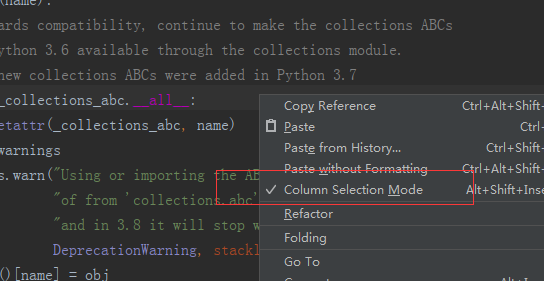 (name):
ards compatibility, continue to make the collections ABCs
ython 3.6 available through the collections module.
new collections ABCs were added in Python 3.7
_collections_abc.__all__:
etattr(_collections_abc, name)
warnings
s.warn("Using or importing the AB
"of from 'collections.abc'
"and in 3.8 it will stop w
DeprecationWarning, stackl
()[name] = obj
Copy Reference Ctrl+Alt+Shift+
Paste Ctrl+
Paste from History... Ctrl+Shift+
Paste without Formatting Ctrl+Alt+Shift+
Column Selection Mode Alt+Shift+Inse
Refactor
Folding
Go To